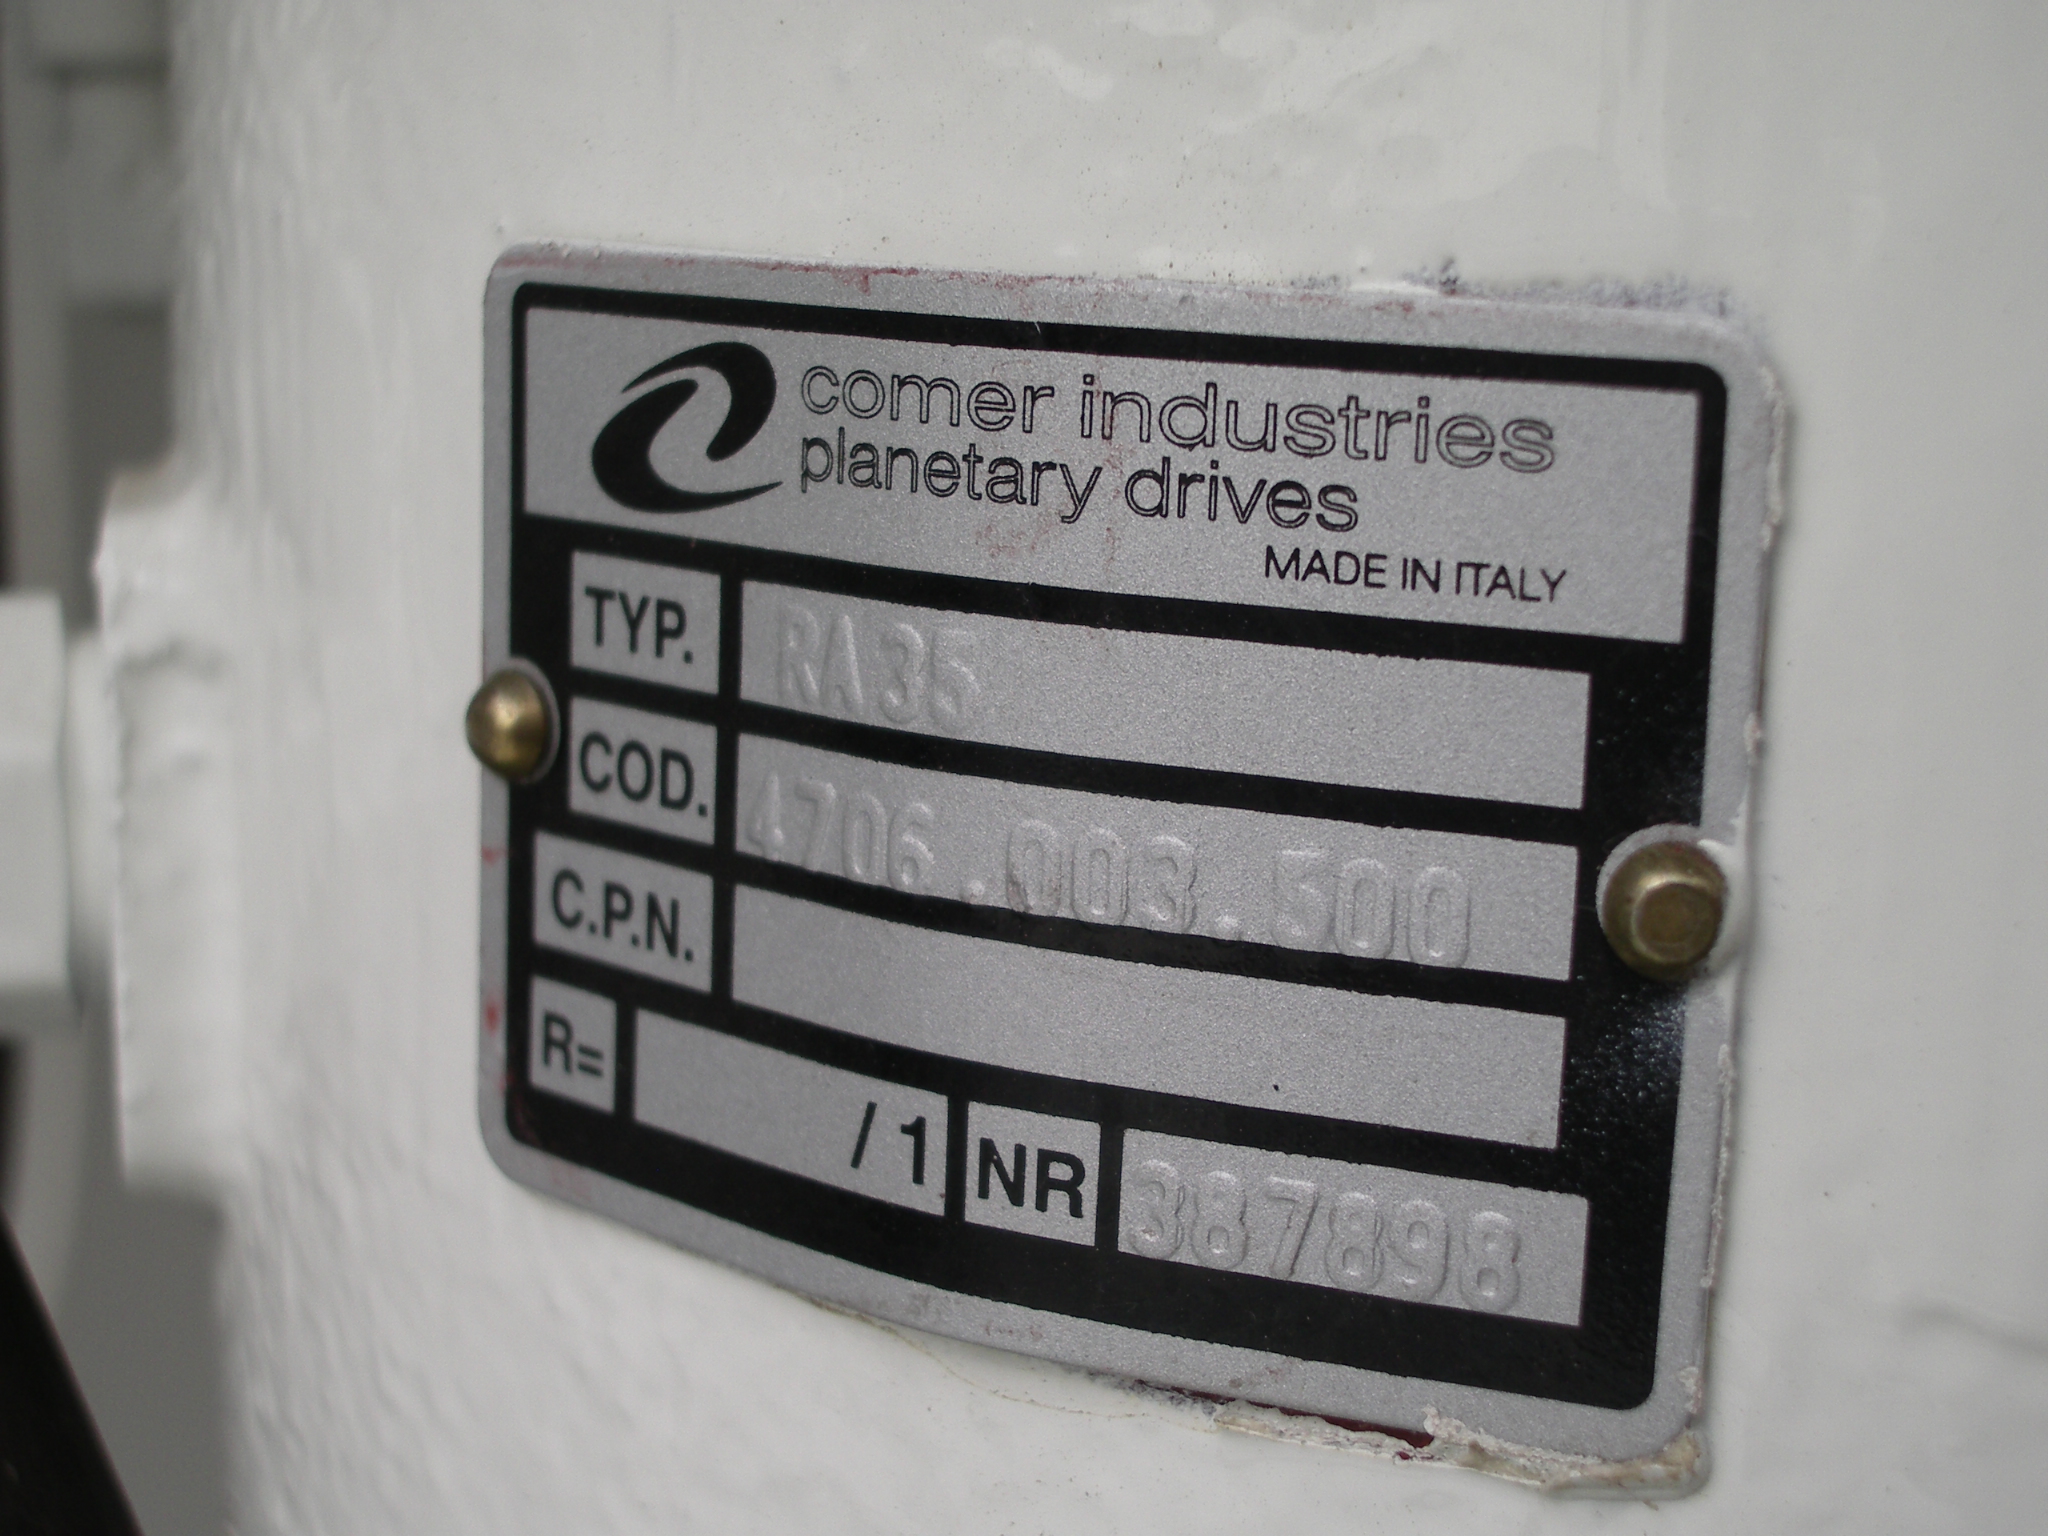 comer industries
planetary drives
MADE IN ITALY
TYP. RA35
COD. 4706.003.500
C.P.N.
R= / 1 NR 387898